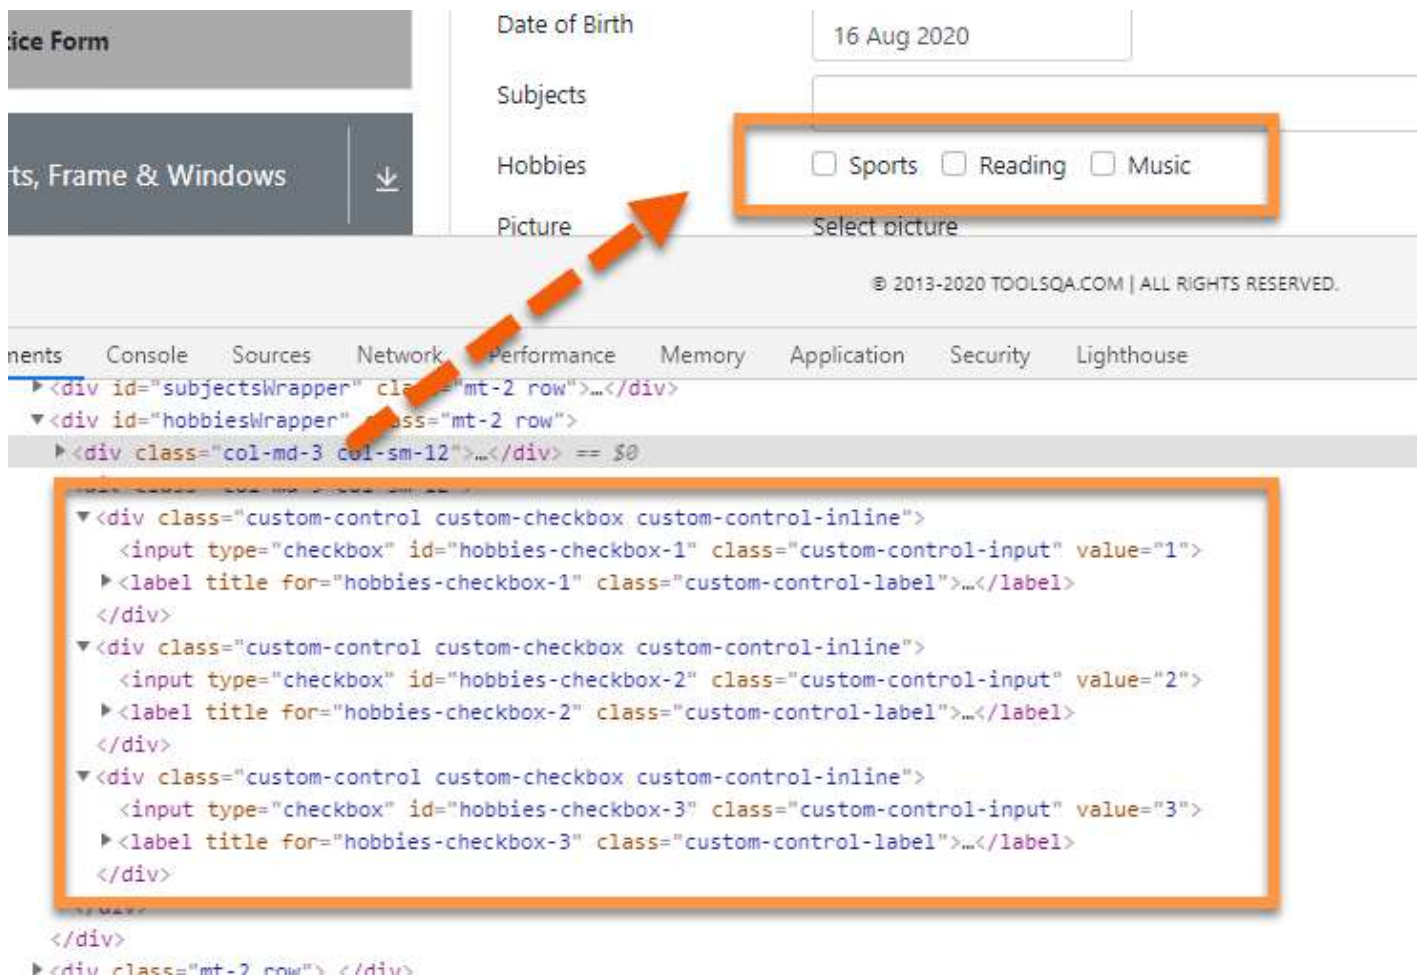 Date of Birth
16 Aug 2020
tice Form
Subjects
Hobbies
Sports Reading Music
ts, Frame & Windows
Picture
Select picture
© 2013-2020 TOOLSQA.COM | ALL RIGHTS RESERVED.
nents Console Sources Network Performance Memory Application Security Lighthouse
<div id="subjectsWrapper" cla "mt-2 row">…</div>
<div id="hobbiesWrapper" ass="mt-2 row">
<div class="col-md-3 col-sm-12">…</div> == $0
<div class="custom-control custom-checkbox custom-control-inline">
<input type="checkbox" id="hobbies-checkbox-1" class="custom-control-input" value="1">
<label title for="hobbies-checkbox-1" class="custom-control-label">…</label>
</div>
<div class="custom-control custom-checkbox custom-control-inline">
<input type="checkbox" id="hobbies-checkbox-2" class="custom-control-input" value="2">
<label title for="hobbies-checkbox-2" class="custom-control-label">…</label>
</div>
<div class="custom-control custom-checkbox custom-control-inline">
<input type="checkbox" id="hobbies-checkbox-3" class="custom-control-input" value="3">
<label title for="hobbies-checkbox-3" class="custom-control-label">…</label>
</div>
</div>
</div>
<div class="mt-2 row"> </div>